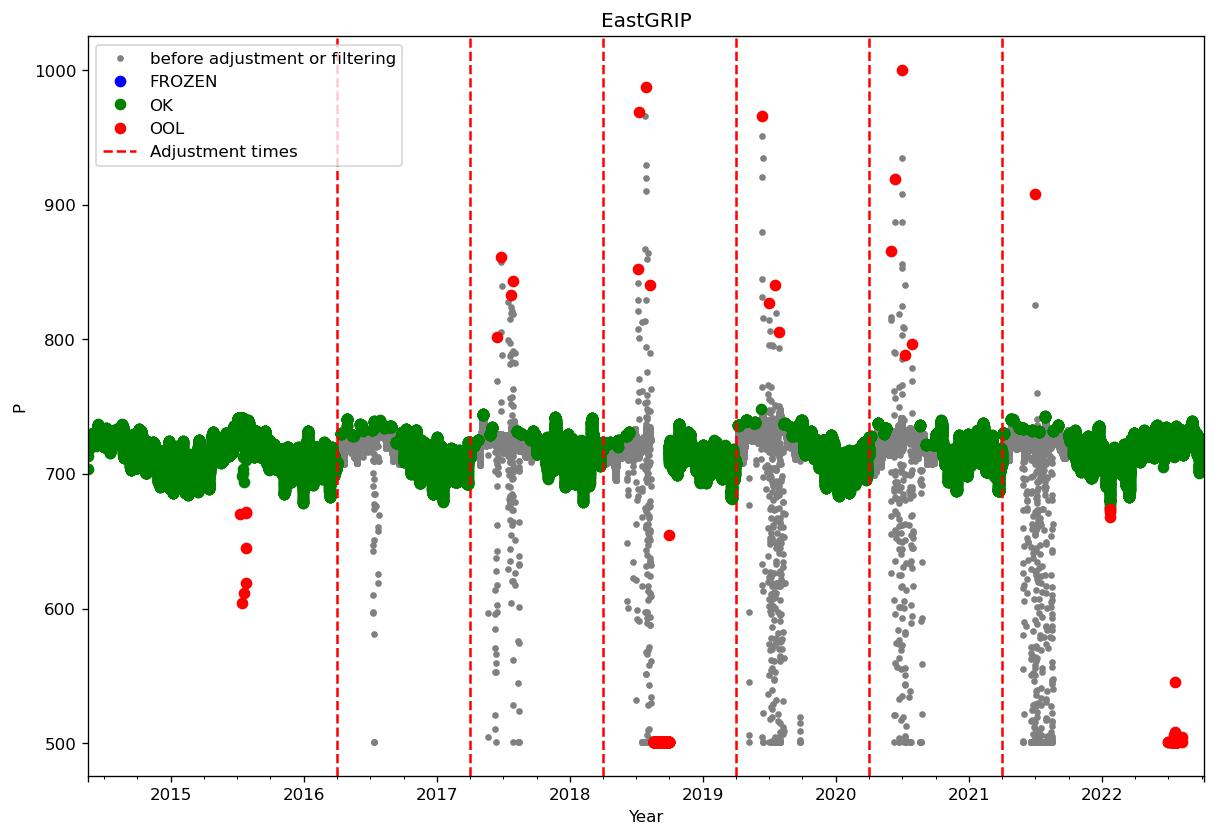 EastGRIP
before adjustment or filtering
FROZEN
OK
OOL
Adjustment times
1000
900
800
700
600
500
P
2015 2016 2017 2018 2019 2020 2021 2022
Year